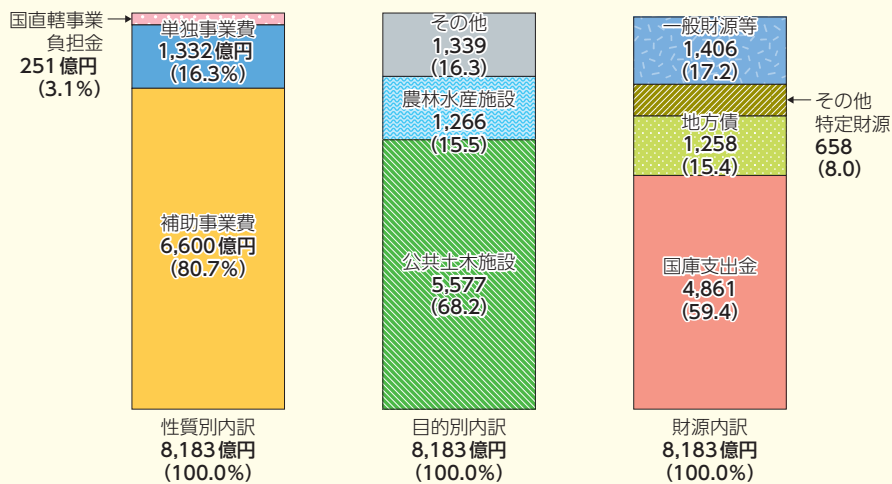 国直轄事業
負担金
251億円
(3.1%)
単独事業費
1,332億円
(16.3%)
補助事業費
6,600億円
(80.7%)
性質別内訳
8,183億円
(100.0%)
その他
1,339
(16.3)
農林水産施設
1,266
(15.5)
公共土木施設
5,577
(68.2)
目的別内訳
8,183億円
(100.0%)
一般財源等
1,406
(17.2)
その他
特定財源
658
(8.0)
地方債
1,258
(15.4)
国庫支出金
4,861
(59.4)
財源内訳
8,183億円
(100.0%)